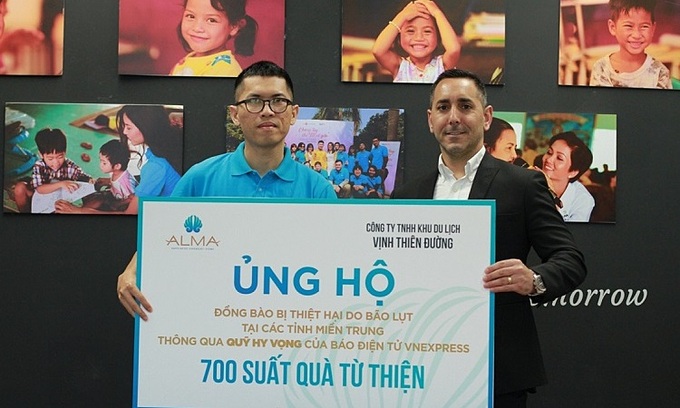 ALMA
CÔNG TY TNHH KHU DU LỊCH
VỊNH THIÊN ĐƯỜNG
ỦNG HỘ
ĐỒNG BÀO BỊ THIỆT HẠI DO BÃO LỤT
TẠI CÁC TỈNH MIỀN TRUNG
THÔNG QUA QUỸ HY VỌNG CỦA BÁO ĐIỆN TỬ VNEXPRESS
700 SUẤT QUÀ TỪ THIỆN
omorrow